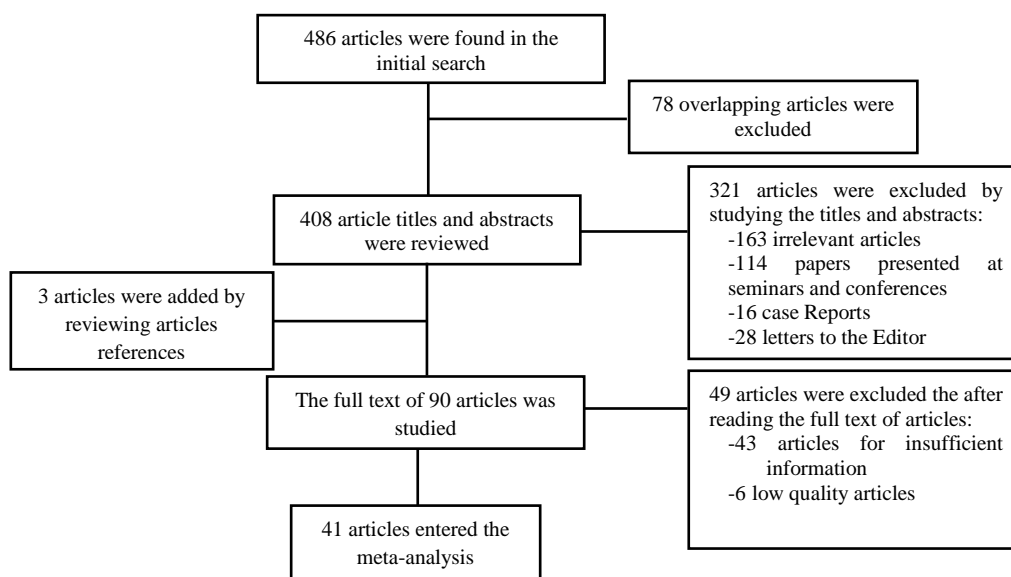 486 articles were found in the
initial search
78 overlapping articles were
excluded
408 article titles and abstracts
were reviewed
321 articles were excluded by
studying the titles and abstracts:
-163 irrelevant articles
-114 papers presented at
seminars and conferences
-16 case Reports
-28 letters to the Editor
3 articles were added by
reviewing articles
references
The full text of 90 articles was
studied
49 articles were excluded the after
reading the full text of articles:
-43 articles for insufficient
information
-6 low quality articles
41 articles entered the
meta-analysis